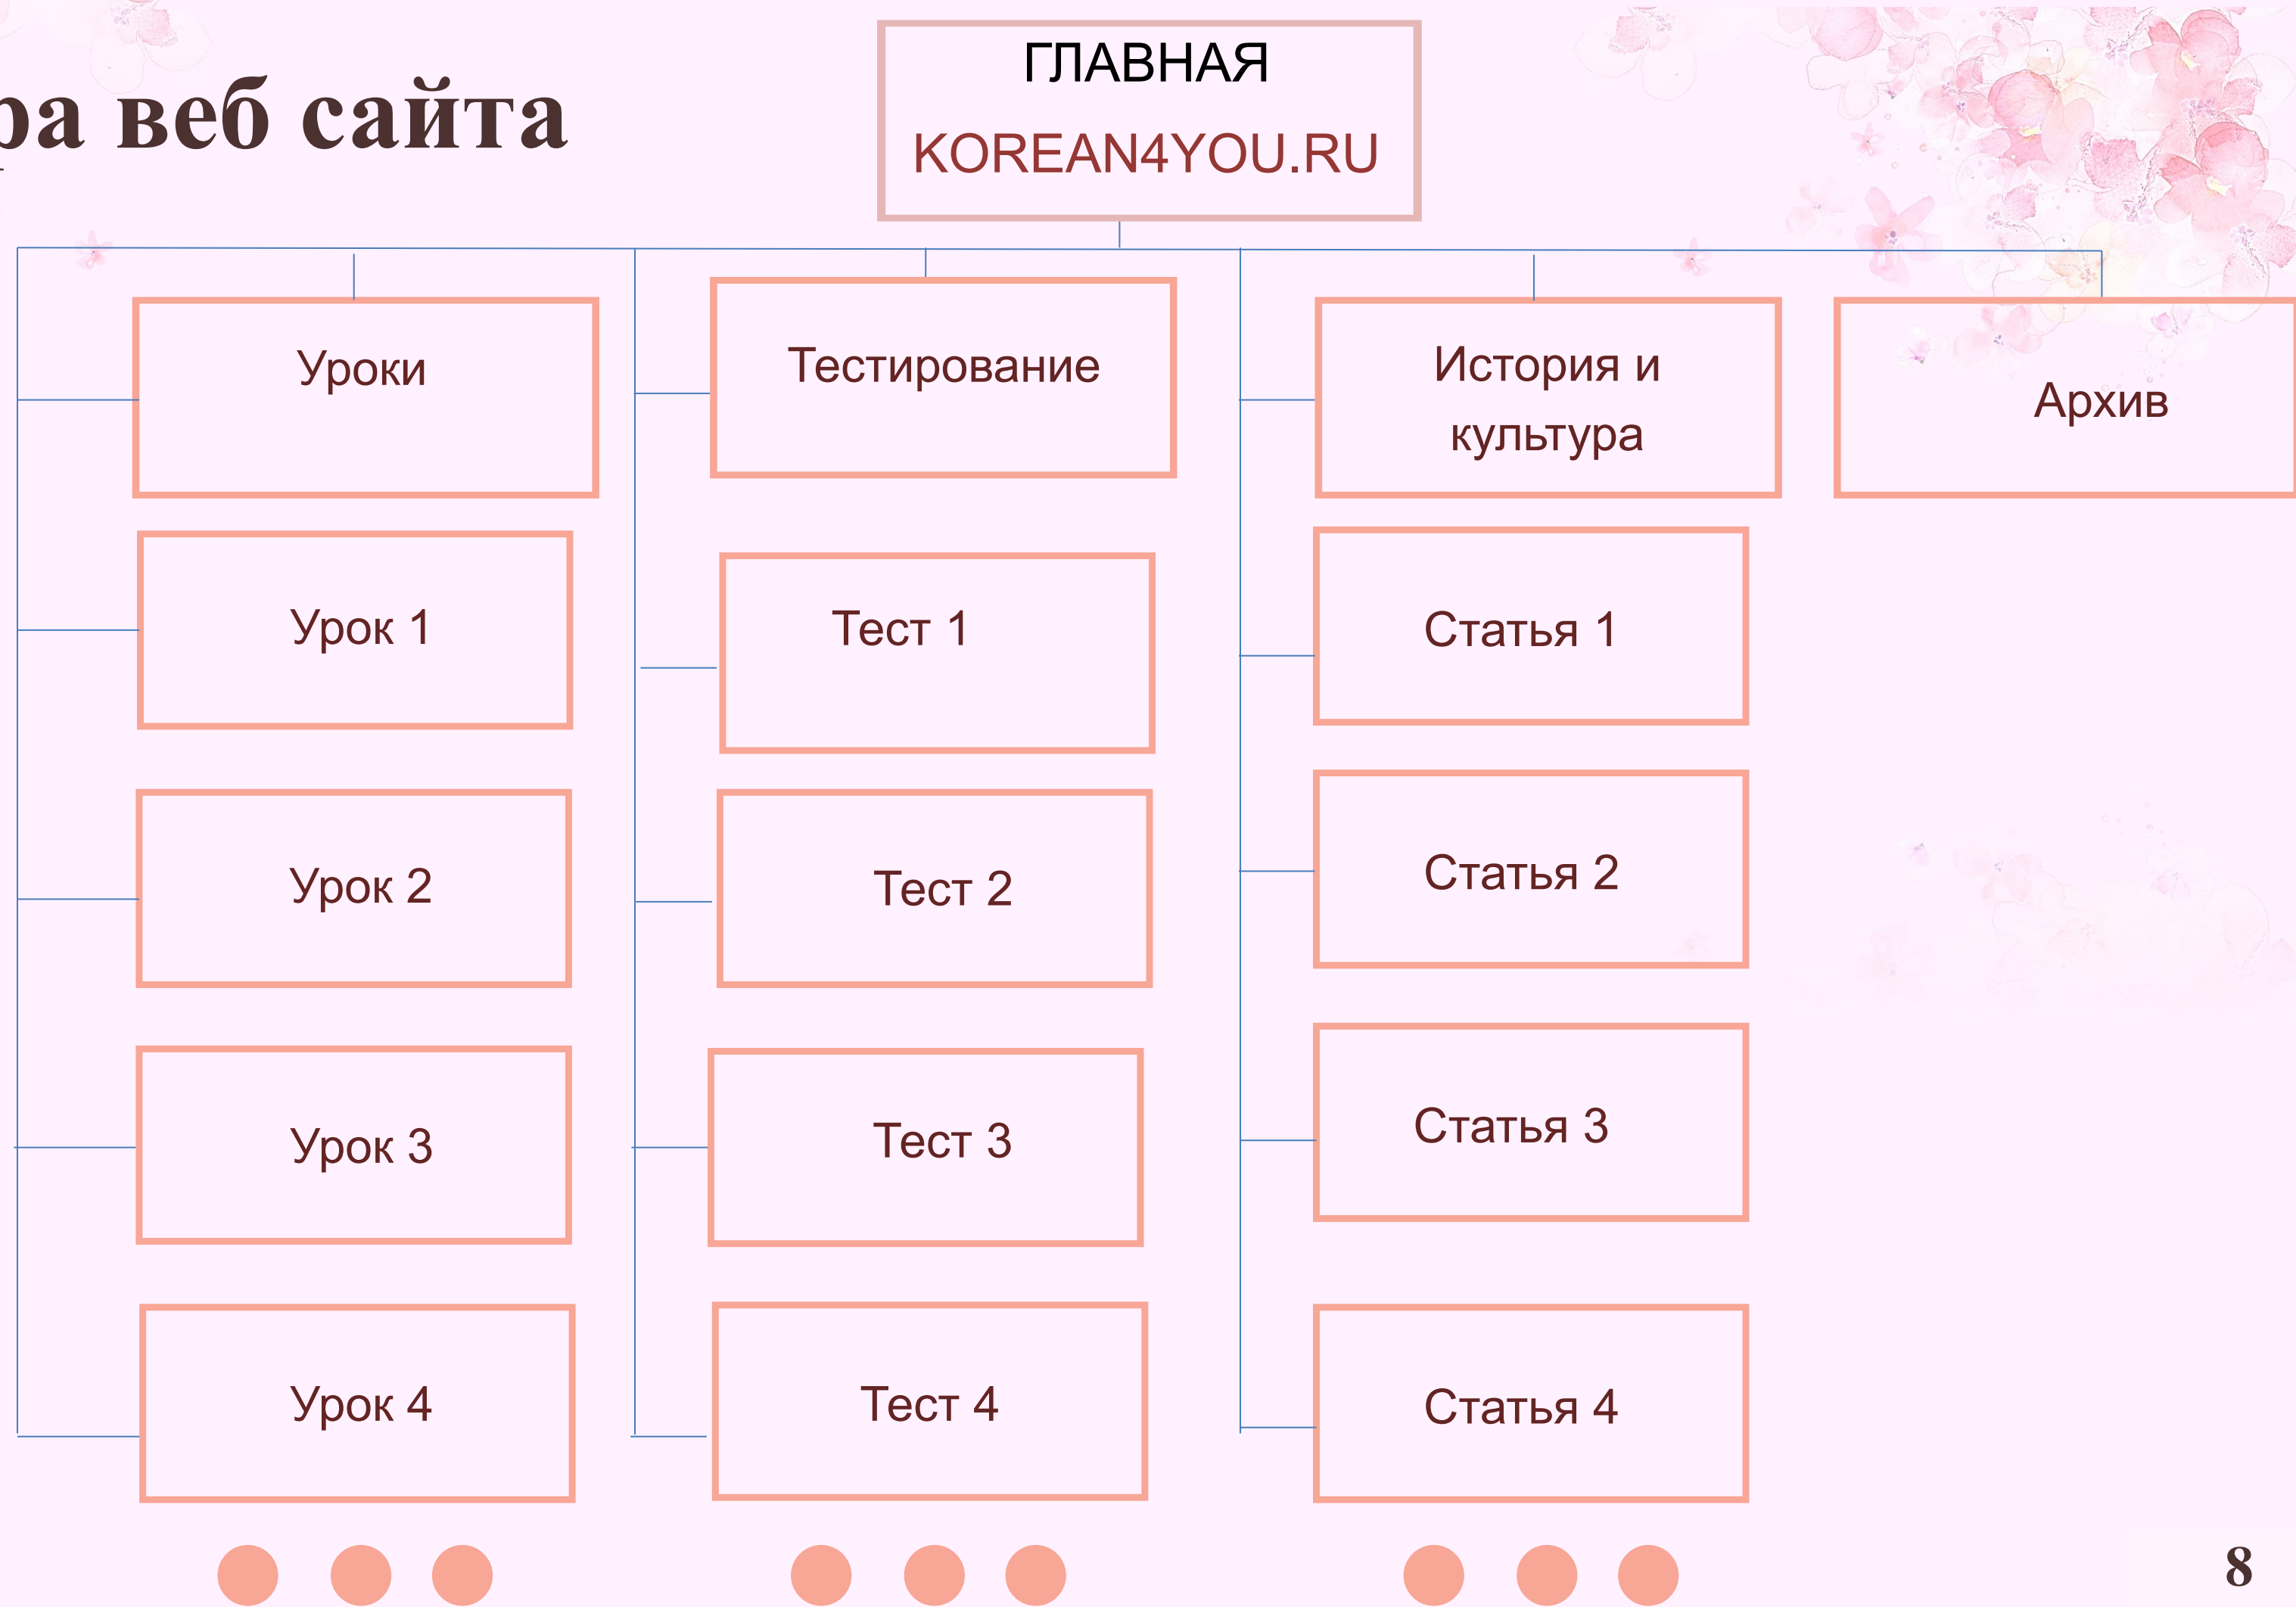 ра веб сайта
ГЛАВНАЯ
KOREAN4YOU.RU
Уроки
Тестирование
История и
культура
Архив
Урок 1
Тест 1
Статья 1
Урок 2
Тест 2
Статья 2
Урок 3
Тест 3
Статья 3
Урок 4
Тест 4
Статья 4
8